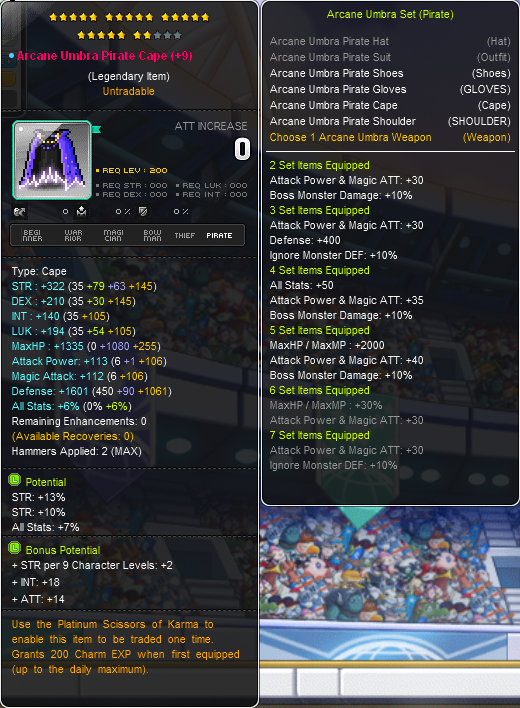 Arcane Umbra Pirate Cape (+9)
(Legendary Item)
Untradable
ATT INCREASE
0
REQ LEV : 200
REQ STR : 000 REQ LUK : 000
REQ DEX : 000 REQ INT : 000
0 0 % 0 %
BEGINNER WARRIOR MAGICIAN BOWMAN THIEF PIRATE
Type: Cape
STR : +322 (35 +79 +63 +145)
DEX : +210 (35 +30 +145)
INT : +140 (35 +105)
LUK : +194 (35 +54 +105)
MaxHP : +1335 (0 +1080 +255)
Attack Power: +113 (6 +1 +106)
Magic Attack: +112 (6 +106)
Defense: +1601 (450 +90 +1061)
All Stats: +6% (0% +6%)
Remaining Enhancements: 0
(Available Recoveries: 0)
Hammers Applied: 2 (MAX)
L Potential
STR: +13%
STR: +10%
All Stats: +7%
L Bonus Potential
+ STR per 9 Character Levels: +2
+ INT: +18
+ ATT: +14
Use the Platinum Scissors of Karma to
enable this item to be traded one time.
Grants 200 Charm EXP when first equipped
(up to the daily maximum).
Arcane Umbra Set (Pirate)
Arcane Umbra Pirate Hat (Hat)
Arcane Umbra Pirate Suit (Outfit)
Arcane Umbra Pirate Shoes (Shoes)
Arcane Umbra Pirate Gloves (GLOVES)
Arcane Umbra Pirate Cape (Cape)
Arcane Umbra Pirate Shoulder (SHOULDER)
Choose 1 Arcane Umbra Weapon (Weapon)
2 Set Items Equipped
Attack Power & Magic ATT: +30
Boss Monster Damage: +10%
3 Set Items Equipped
Attack Power & Magic ATT: +30
Defense: +400
Ignore Monster DEF: +10%
4 Set Items Equipped
All Stats: +50
Attack Power & Magic ATT: +35
Boss Monster Damage: +10%
5 Set Items Equipped
MaxHP / MaxMP : +2000
Attack Power & Magic ATT: +40
Boss Monster Damage: +10%
6 Set Items Equipped
MaxHP / MaxMP : +30%
Attack Power & Magic ATT: +30
7 Set Items Equipped
Attack Power & Magic ATT: +30
Ignore Monster DEF: +10%